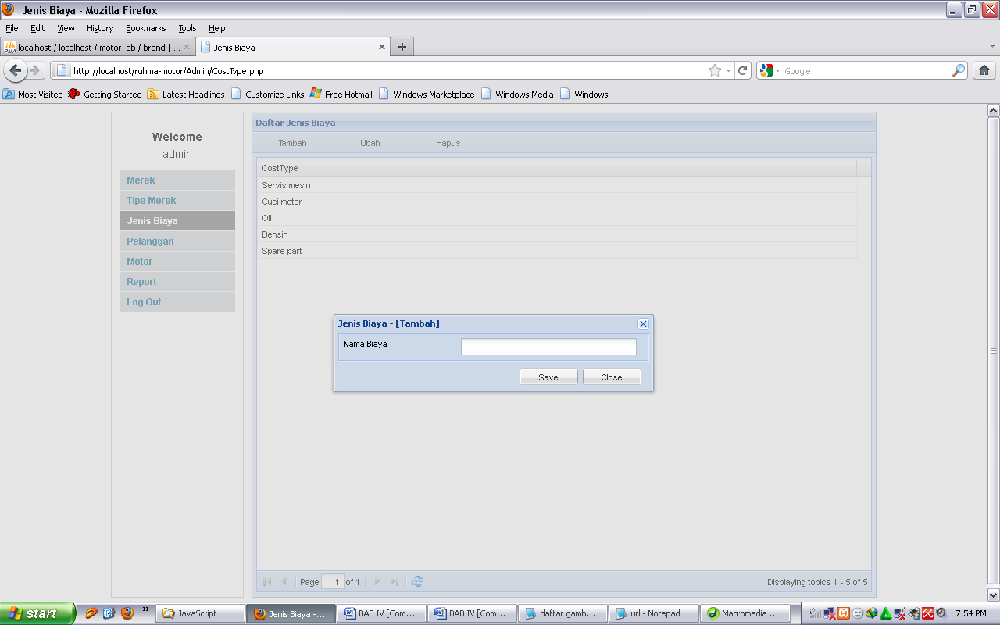 Jenis Biaya - Mozilla Firefox
File Edit View History Bookmarks Tools Help
localhost / localhost / motor_db / brand | ... Jenis Biaya
http://localhost/ruhma-motor/Admin/CostType.php Google
Most Visited Getting Started Latest Headlines Customize Links Free Hotmail Windows Marketplace Windows Media Windows
Welcome
admin
Merek
Tipe Merek
Jenis Biaya
Pelanggan
Motor
Report
Log Out
Daftar Jenis Biaya
Tambah Ubah Hapus
CostType
Servis mesin
Cuci motor
Oli
Bensin
Spare part
Jenis Biaya - [Tambah]
Nama Biaya
Save Close
Page 1 of 1 Displaying topics 1 - 5 of 5
start JavaScript Jenis Biaya -... BAB IV [Com... BAB IV [Com... daftar gamb... url - Notepad Macromedia ... 7:54 PM